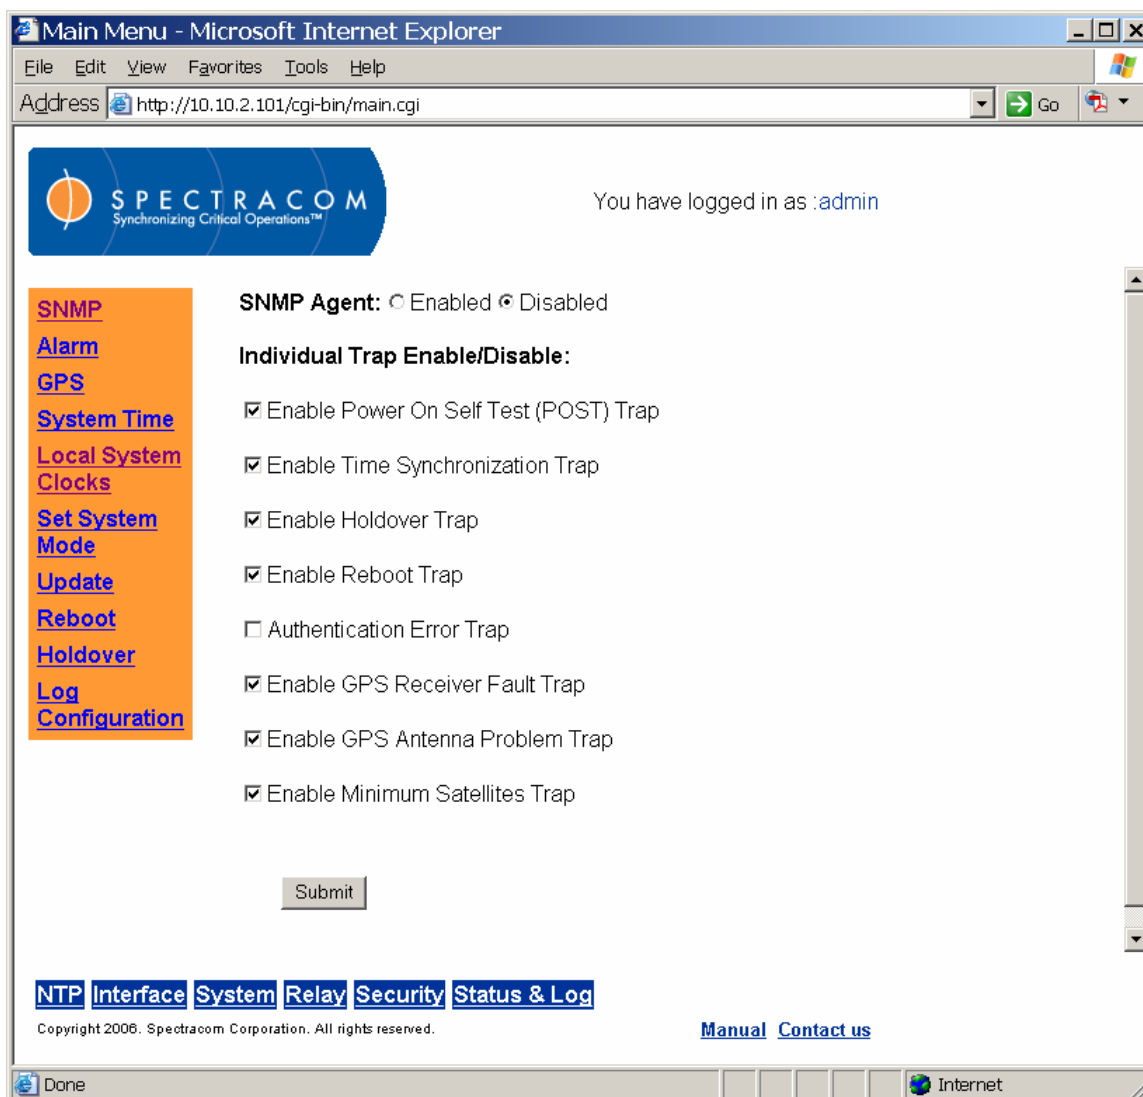 Main Menu - Microsoft Internet Explorer
File Edit View Favorites Tools Help
Address http://10.10.2.101/cgi-bin/main.cgi Go
SPECTRACOM
Synchronizing Critical Operations™
You have logged in as :admin
SNMP
Alarm
GPS
System Time
Local System
Clocks
Set System
Mode
Update
Reboot
Holdover
Log
Configuration
SNMP Agent: Enabled Disabled
Individual Trap Enable/Disable:
Enable Power On Self Test (POST) Trap
Enable Time Synchronization Trap
Enable Holdover Trap
Enable Reboot Trap
Authentication Error Trap
Enable GPS Receiver Fault Trap
Enable GPS Antenna Problem Trap
Enable Minimum Satellites Trap
Submit
NTP Interface System Relay Security Status & Log
Copyright 2006. Spectracom Corporation. All rights reserved.
Manual Contact us
Done Internet